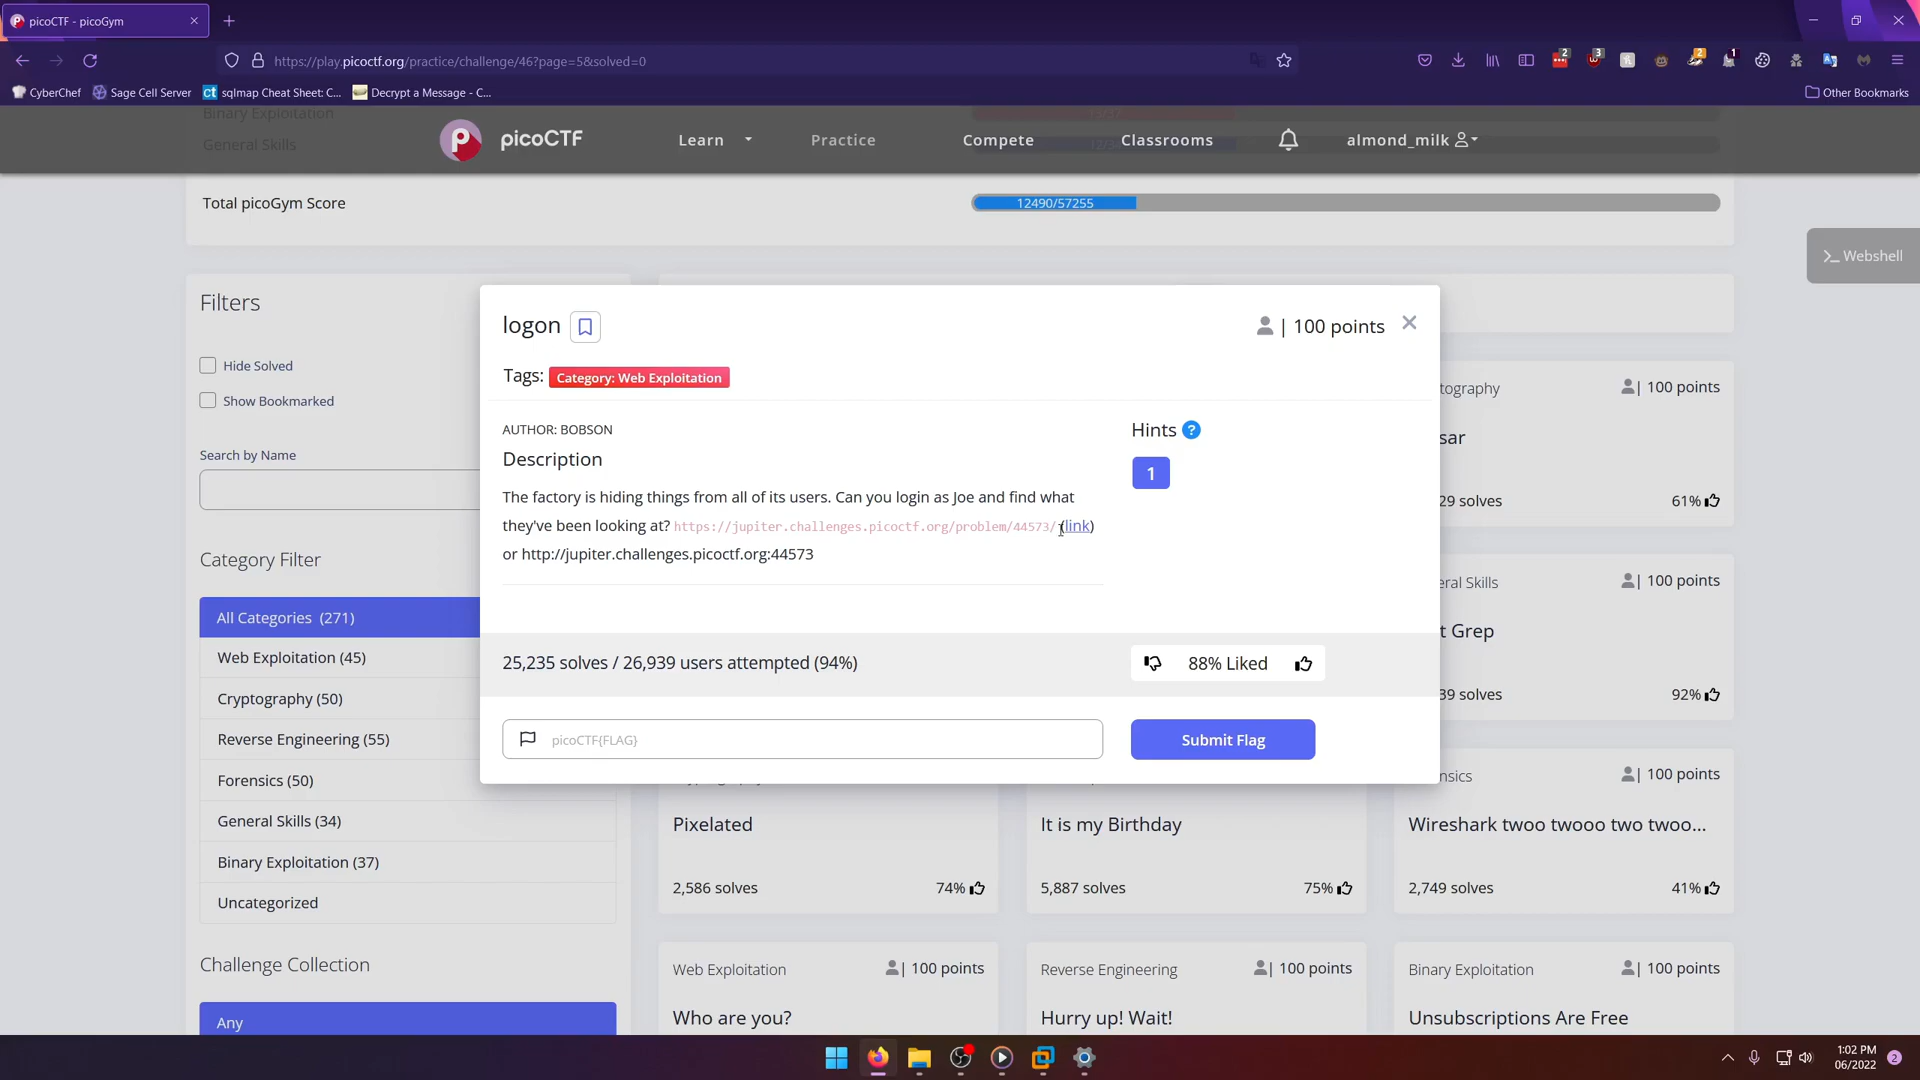 picoCTF - picoGym
https://play.picoctf.org/practice/challenge/46?page=5&solved=0
2 3 2 1
CyberChef Sage Cell Server sqlmap Cheat Sheet: C... Decrypt a Message - C... Other Bookmarks
Binary Exploitation
General Skills
picoCTF Learn Practice Compete Classrooms almond_milk
Total picoGym Score 12490/57255
>_ Webshell
Filters
Hide Solved
Show Bookmarked
Search by Name
Category Filter
All Categories (271)
Web Exploitation (45)
Cryptography (50)
Reverse Engineering (55)
Forensics (50)
General Skills (34)
Binary Exploitation (37)
Uncategorized
Challenge Collection
Any
logon | 100 points
Tags: Category: Web Exploitation
AUTHOR: BOBSON
Description
The factory is hiding things from all of its users. Can you login as Joe and find what
they've been looking at? https://jupiter.challenges.picoctf.org/problem/44573/ (link)
or http://jupiter.challenges.picoctf.org:44573
Hints ?
1
25,235 solves / 26,939 users attempted (94%)
88% Liked
picoCTF{FLAG}
Submit Flag
tography | 100 points
sar
29 solves 61%
eral Skills | 100 points
t Grep
39 solves 92%
nsics | 100 points
Pixelated It is my Birthday Wireshark twoo twooo two twoo...
2,586 solves 74% 5,887 solves 75% 2,749 solves 41%
Web Exploitation | 100 points Reverse Engineering | 100 points Binary Exploitation | 100 points
Who are you? Hurry up! Wait! Unsubscriptions Are Free
1:02 PM
06/2022 2